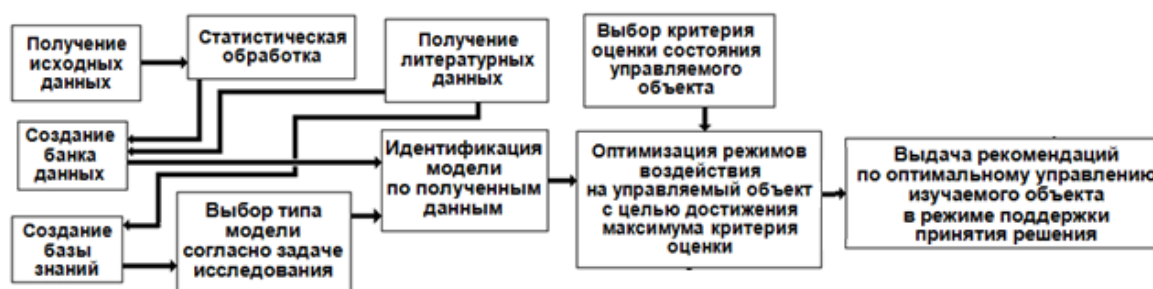 Получение
исходных
данных
Статистическая
обработка
Получение
литературных
данных
Выбор критерия
оценки состояния
управляемого
объекта
Создание
банка
данных
Идентификация
модели
по полученным
данным
Оптимизация режимов
воздействия
на управляемый объект
с целью достижения
максимума критерия
оценки
Выдача рекомендаций
по оптимальному управлению
изучаемого объекта
в режиме поддержки
принятия решения
Создание
базы
знаний
Выбор типа
модели
согласно задаче
исследования